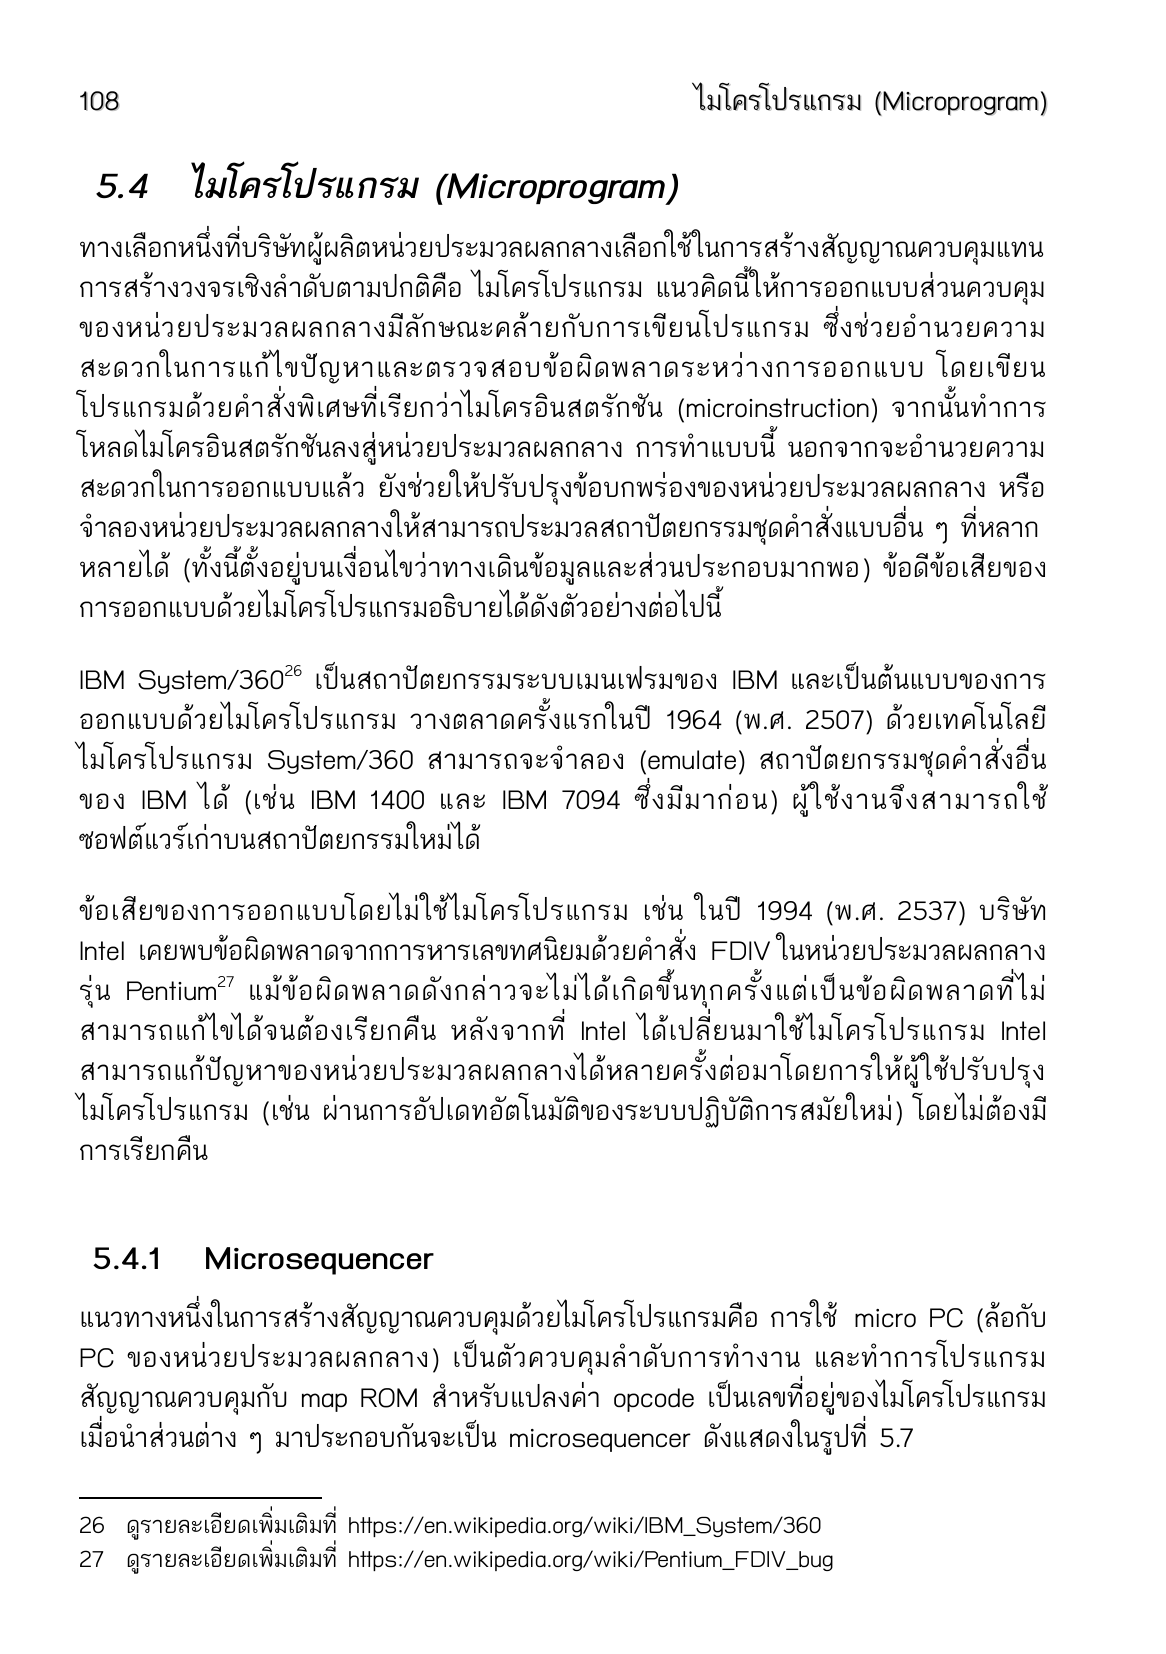 108 ไมโครโปรแกรม (Microprogram)
5.4 ไมโครโปรแกรม (Microprogram)
ทางเลือกหนึ่งที่บริษัทผู้ผลิตหน่วยประมวลผลกลางเลือกใช้ในการสร้างสัญญาณควบคุมแทน
การสร้างวงจรเชิงลำดับตามปกติคือ ไมโครโปรแกรม แนวคิดนี้ให้การออกแบบส่วนควบคุม
ของหน่วยประมวลผลกลางมีลักษณะคล้ายกับการเขียนโปรแกรม ซึ่งช่วยอำนวยความ
สะดวกในการแก้ไขปัญหาและตรวจสอบข้อผิดพลาดระหว่างการออกแบบ โดยเขียน
โปรแกรมด้วยคำสั่งพิเศษที่เรียกว่าไมโครอินสตรักชัน (microinstruction) จากนั้นทำการ
โหลดไมโครอินสตรักชันลงสู่หน่วยประมวลผลกลาง การทำแบบนี้ นอกจากจะอำนวยความ
สะดวกในการออกแบบแล้ว ยังช่วยให้ปรับปรุงข้อบกพร่องของหน่วยประมวลผลกลาง หรือ
จำลองหน่วยประมวลผลกลางให้สามารถประมวลสถาปัตยกรรมชุดคำสั่งแบบอื่น ๆ ที่หลาก
หลายได้ (ทั้งนี้ตั้งอยู่บนเงื่อนไขว่าทางเดินข้อมูลและส่วนประกอบมากพอ) ข้อดีข้อเสียของ
การออกแบบด้วยไมโครโปรแกรมอธิบายได้ดังตัวอย่างต่อไปนี้
IBM System/36026 เป็นสถาปัตยกรรมระบบเมนเฟรมของ IBM และเป็นต้นแบบของการ
ออกแบบด้วยไมโครโปรแกรม วางตลาดครั้งแรกในปี 1964 (พ.ศ. 2507) ด้วยเทคโนโลยี
ไมโครโปรแกรม System/360 สามารถจะจำลอง (emulate) สถาปัตยกรรมชุดคำสั่งอื่น
ของ IBM ได้ (เช่น IBM 1400 และ IBM 7094 ซึ่งมีมาก่อน) ผู้ใช้งานจึงสามารถใช้
ซอฟต์แวร์เก่าบนสถาปัตยกรรมใหม่ได้
ข้อเสียของการออกแบบโดยไม่ใช้ไมโครโปรแกรม เช่น ในปี 1994 (พ.ศ. 2537) บริษัท
Intel เคยพบข้อผิดพลาดจากการหารเลขทศนิยมด้วยคำสั่ง FDIV ในหน่วยประมวลผลกลาง
รุ่น Pentium27 แม้ข้อผิดพลาดดังกล่าวจะไม่ได้เกิดขึ้นทุกครั้งแต่เป็นข้อผิดพลาดที่ไม่
สามารถแก้ไขได้จนต้องเรียกคืน หลังจากที่ Intel ได้เปลี่ยนมาใช้ไมโครโปรแกรม Intel
สามารถแก้ปัญหาของหน่วยประมวลผลกลางได้หลายครั้งต่อมาโดยการให้ผู้ใช้ปรับปรุง
ไมโครโปรแกรม (เช่น ผ่านการอัปเดทอัตโนมัติของระบบปฏิบัติการสมัยใหม่) โดยไม่ต้องมี
การเรียกคืน
5.4.1 Microsequencer
แนวทางหนึ่งในการสร้างสัญญาณควบคุมด้วยไมโครโปรแกรมคือ การใช้ micro PC (ล้อกับ
PC ของหน่วยประมวลผลกลาง) เป็นตัวควบคุมลำดับการทำงาน และทำการโปรแกรม
สัญญาณควบคุมกับ map ROM สำหรับแปลงค่า opcode เป็นเลขที่อยู่ของไมโครโปรแกรม
เมื่อนำส่วนต่าง ๆ มาประกอบกันจะเป็น microsequencer ดังแสดงในรูปที่ 5.7
26 ดูรายละเอียดเพิ่มเติมที่ https://en.wikipedia.org/wiki/IBM_System/360
27 ดูรายละเอียดเพิ่มเติมที่ https://en.wikipedia.org/wiki/Pentium_FDIV_bug